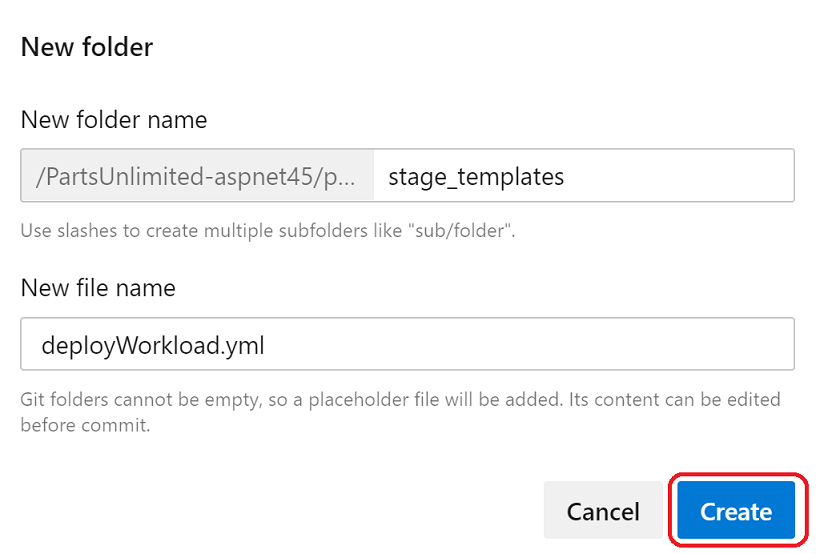 New folder
New folder name
/PartsUnlimited-aspnet45/p... stage_templates
Use slashes to create multiple subfolders like "sub/folder".
New file name
deployWorkload.yml
Git folders cannot be empty, so a placeholder file will be added. Its content can be edited
before commit.
Cancel Create